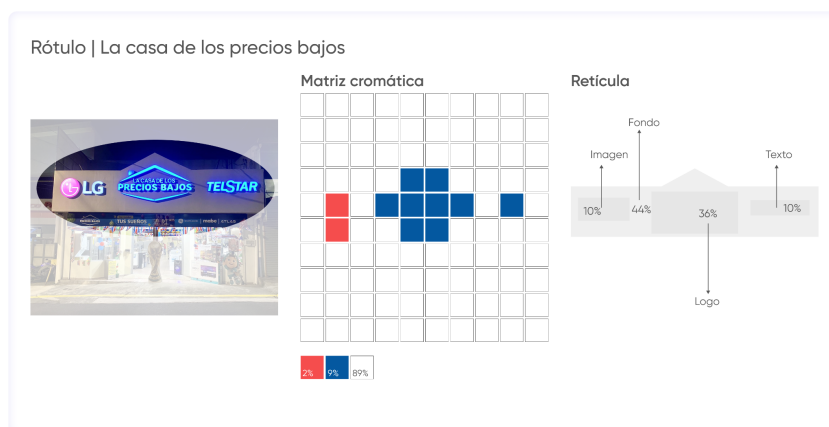 Rótulo | La casa de los precios bajos
Matriz cromática
Retícula
Fondo
Imagen
Texto
LG
LA CASA DE LOS
PRECIOS BAJOS
TELSTAR
TUS SUEÑOS
10%
44%
36%
10%
Logo
2%
9%
89%